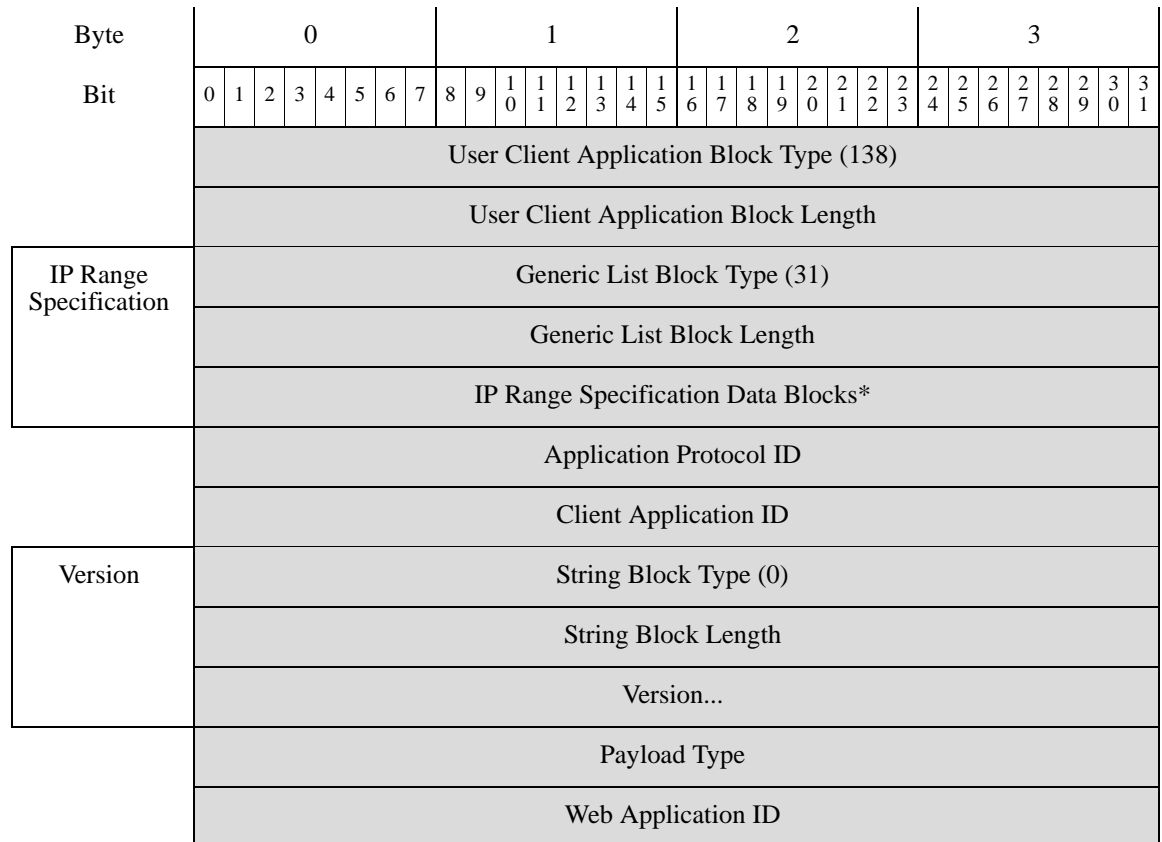 Byte 0 1 2 3
Bit 0 1 2 3 4 5 6 7 8 9 10 11 12 13 14 15 16 17 18 19 20 21 22 23 24 25 26 27 28 29 30 31
User Client Application Block Type (138)
User Client Application Block Length
IP Range
Specification
Generic List Block Type (31)
Generic List Block Length
IP Range Specification Data Blocks*
Application Protocol ID
Client Application ID
Version
String Block Type (0)
String Block Length
Version...
Payload Type
Web Application ID